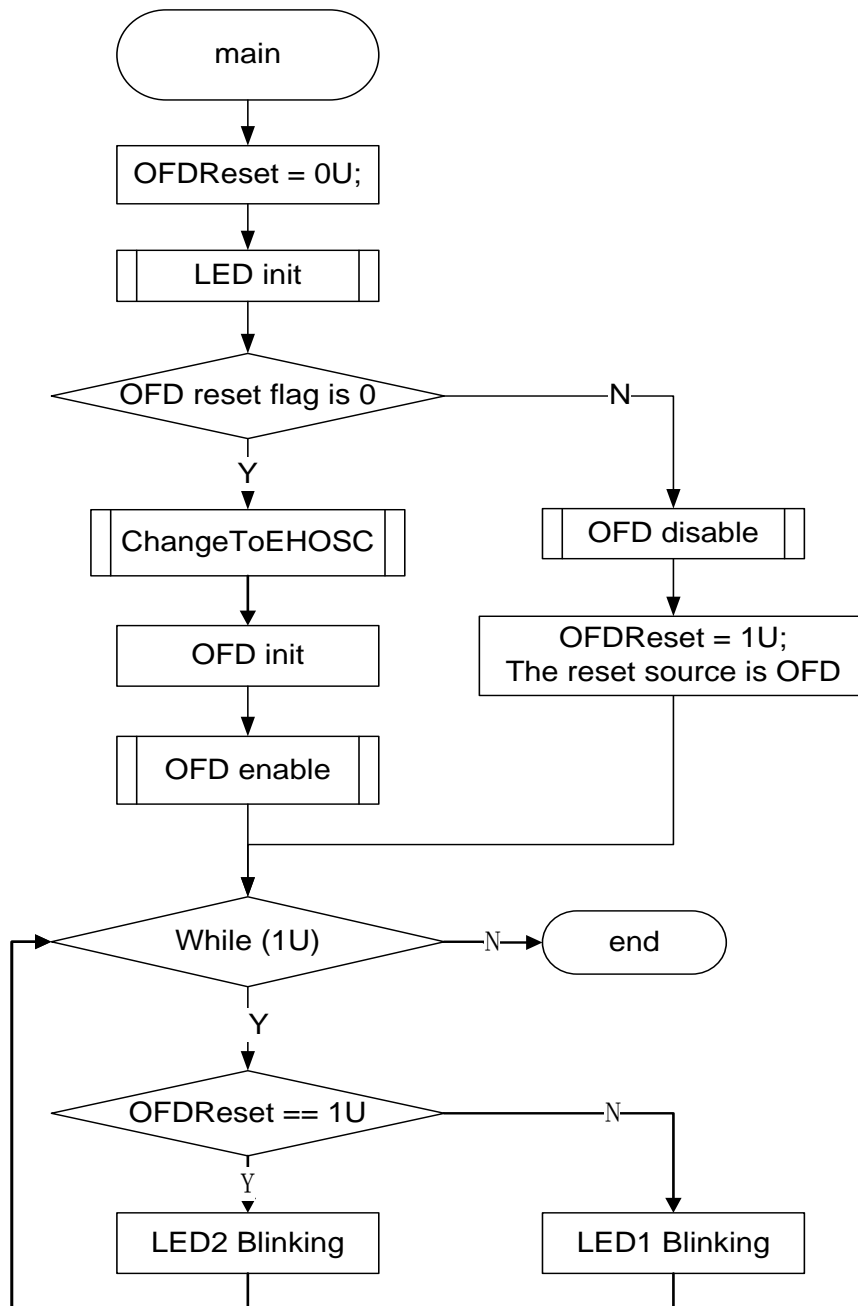 main
OFDReset = 0U;
LED init
OFD reset flag is 0
N
Y
ChangeToEHOSC
OFD disable
OFD init
OFDReset = 1U;
The reset source is OFD
OFD enable
While (1U)
N
end
Y
OFDReset == 1U
N
Y
LED2 Blinking
LED1 Blinking